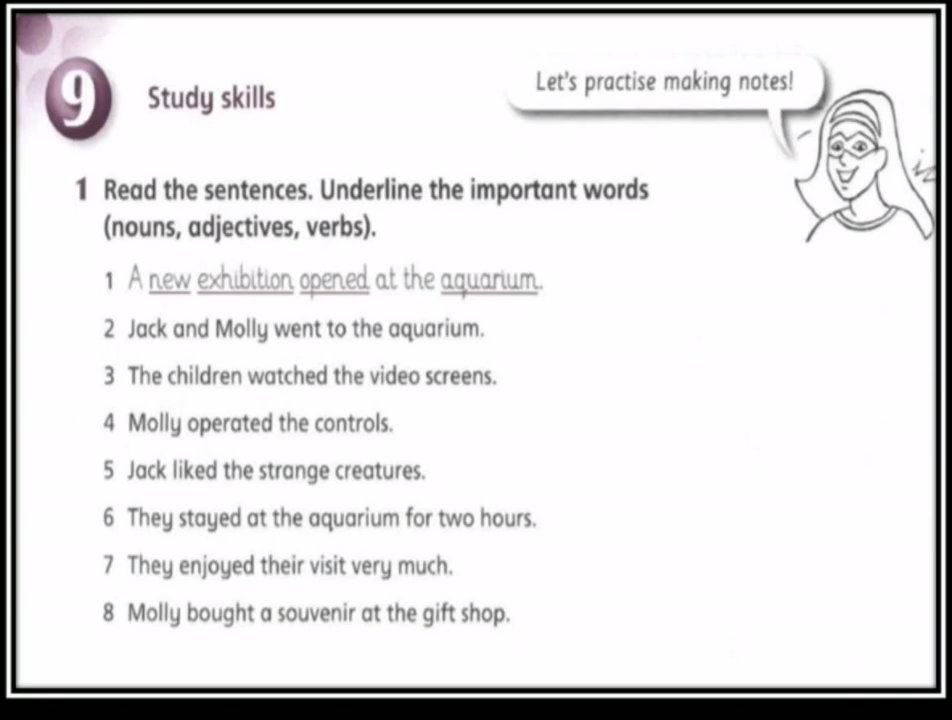 9
Study skills
Let's practise making notes!
1 Read the sentences. Underline the important words
(nouns, adjectives, verbs).
1 A new exhibition opened at the aquarium.
2 Jack and Molly went to the aquarium.
3 The children watched the video screens.
4 Molly operated the controls.
5 Jack liked the strange creatures.
6 They stayed at the aquarium for two hours.
7 They enjoyed their visit very much.
8 Molly bought a souvenir at the gift shop.